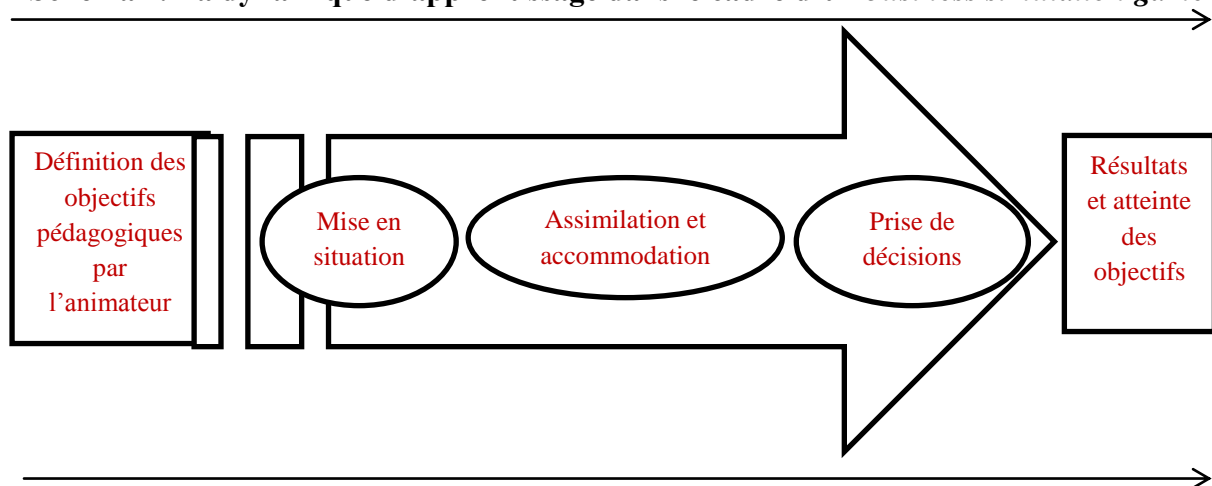 Définition des
objectifs
pédagogiques
par
l’animateur
Mise en
situation
Assimilation et
accommodation
Prise de
décisions
Résultats
et atteinte
des
objectifs